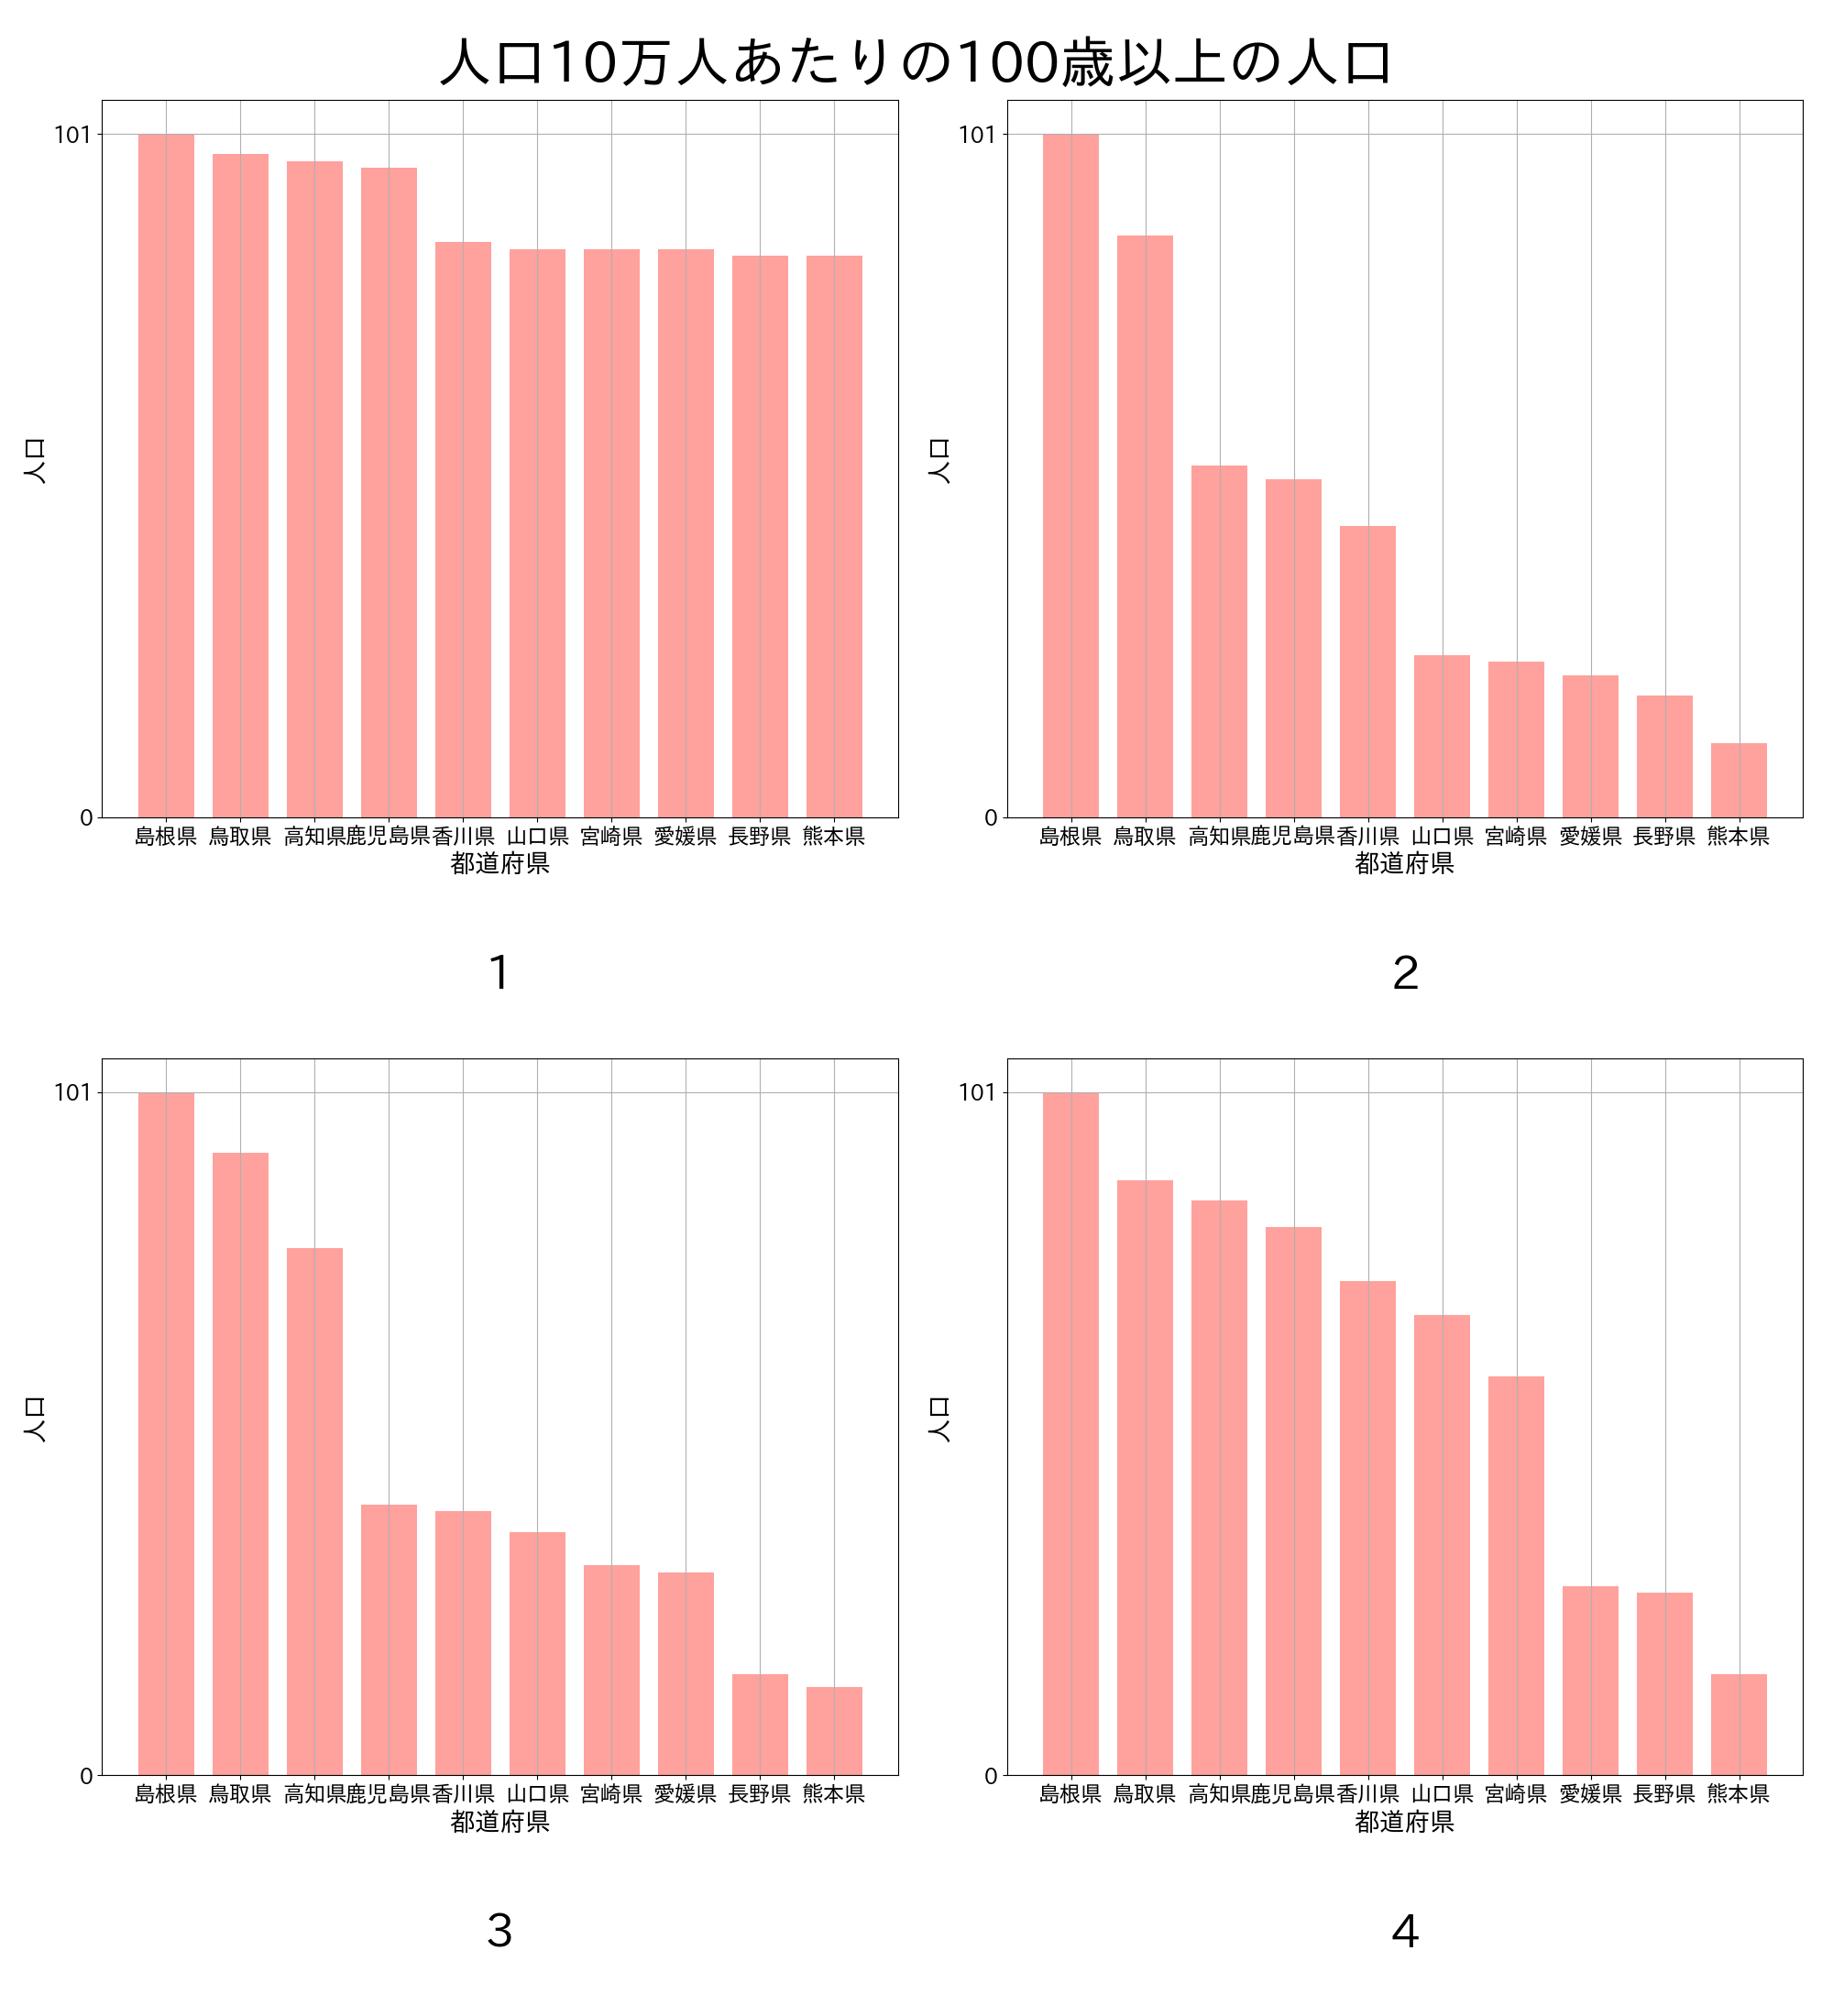 人口10万人あたりの100歳以上の人口
101
0
人口
島根県 鳥取県 高知県 鹿児島県 香川県 山口県 宮崎県 愛媛県 長野県 熊本県
都道府県
1
101
0
人口
島根県 鳥取県 高知県 鹿児島県 香川県 山口県 宮崎県 愛媛県 長野県 熊本県
都道府県
2
101
0
人口
島根県 鳥取県 高知県 鹿児島県 香川県 山口県 宮崎県 愛媛県 長野県 熊本県
都道府県
3
101
0
人口
島根県 鳥取県 高知県 鹿児島県 香川県 山口県 宮崎県 愛媛県 長野県 熊本県
都道府県
4